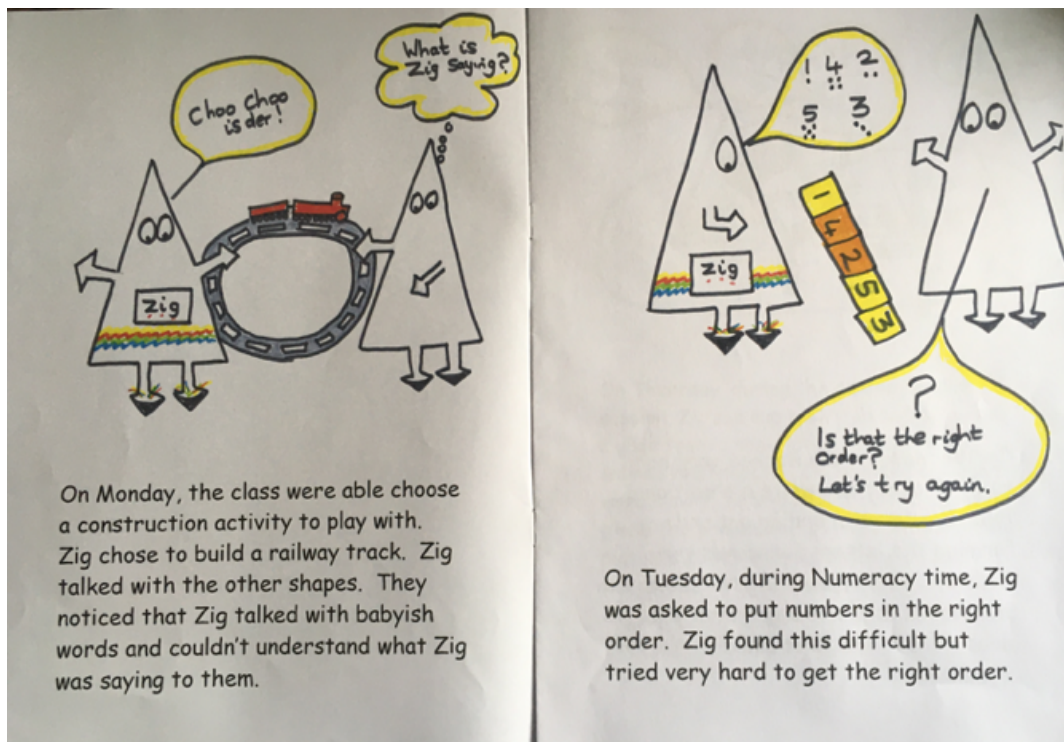 Choo Choo
is der!
What is
Zig Sayvig?
zig
On Monday, the class were able choose
a construction activity to play with.
Zig chose to build a railway track. Zig
talked with the other shapes. They
noticed that Zig talked with babyish
words and couldn't understand what Zig
was saying to them.
1 4 2
5 3
zig
1
4
2
5
3
?
Is that the right
order?
Let's try again.
On Tuesday, during Numeracy time, Zig
was asked to put numbers in the right
order. Zig found this difficult but
tried very hard to get the right order.